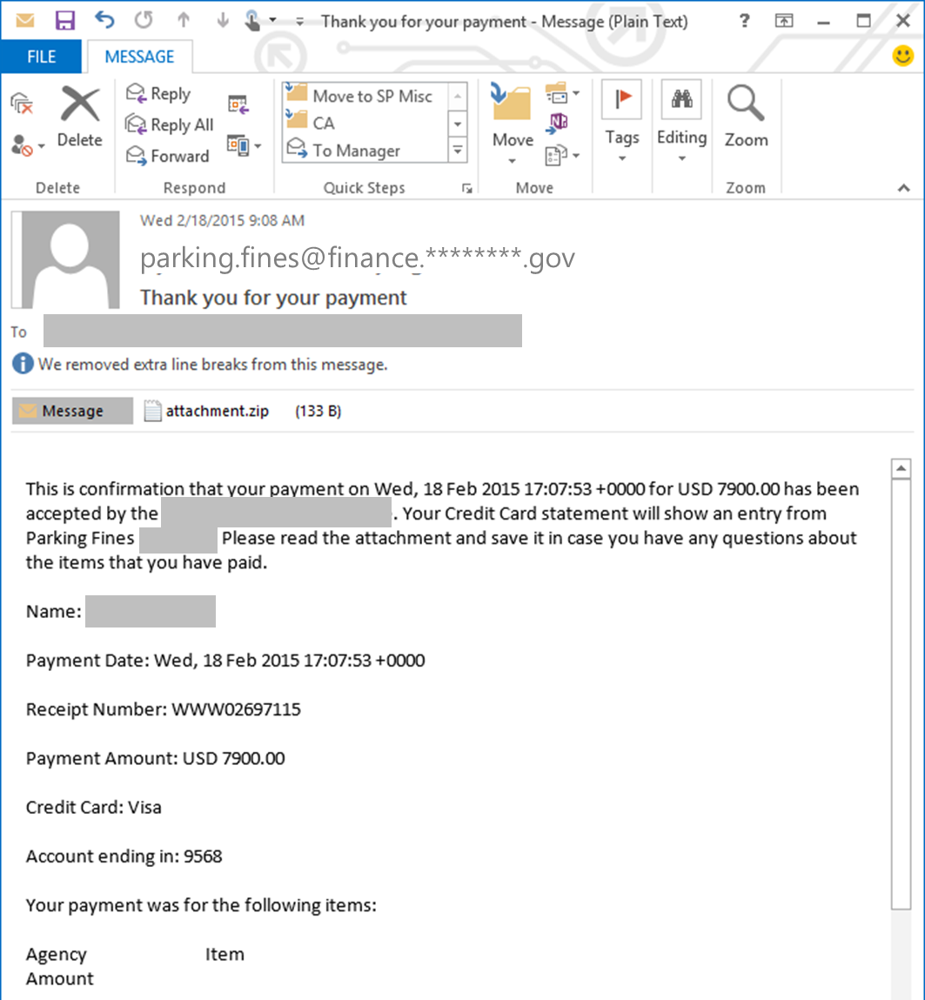 Thank you for your payment - Message (Plain Text) ?
FILE MESSAGE
Delete
Reply
Reply All
Forward
Move to SP Misc
CA
To Manager
Move
Tags
Editing
Zoom
Delete Respond Quick Steps Move Zoom
Wed 2/18/2015 9:08 AM
parking.fines@finance.********.gov
Thank you for your payment
To
We removed extra line breaks from this message.
Message attachment.zip (133 B)
This is confirmation that your payment on Wed, 18 Feb 2015 17:07:53 +0000 for USD 7900.00 has been
accepted by the . Your Credit Card statement will show an entry from
Parking Fines Please read the attachment and save it in case you have any questions about
the items that you have paid.
Name:
Payment Date: Wed, 18 Feb 2015 17:07:53 +0000
Receipt Number: WWW02697115
Payment Amount: USD 7900.00
Credit Card: Visa
Account ending in: 9568
Your payment was for the following items:
Agency Item
Amount